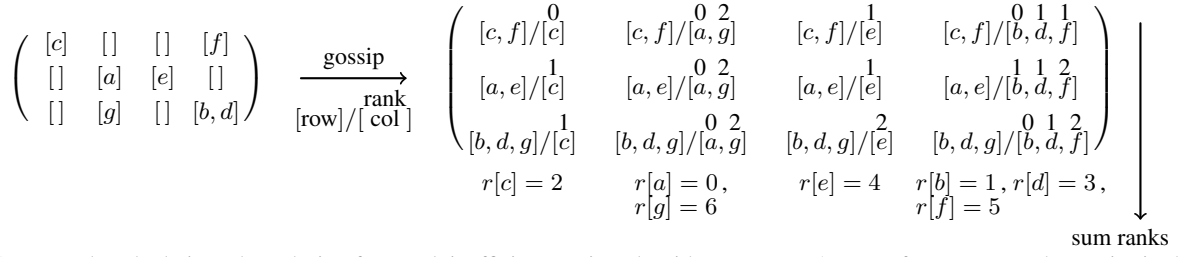 [c] [ ] [ ] [f]
[ ] [a] [e] [ ]
[ ] [g] [ ] [b, d]
gossip
rank
[row]/[ col ]
0 0 2 1 0 1 1
[c, f]/[c] [c, f]/[a, g] [c, f]/[e] [c, f]/[b, d, f]
1 0 2 1 1 1 2
[a, e]/[c] [a, e]/[a, g] [a, e]/[e] [a, e]/[b, d, f]
1 0 2 2 0 1 2
[b, d, g]/[c] [b, d, g]/[a, g] [b, d, g]/[e] [b, d, g]/[b, d, f]
r[c] = 2 r[a] = 0 , r[e] = 4 r[b] = 1 , r[d] = 3 ,
r[g] = 6 r[f] = 5
sum ranks